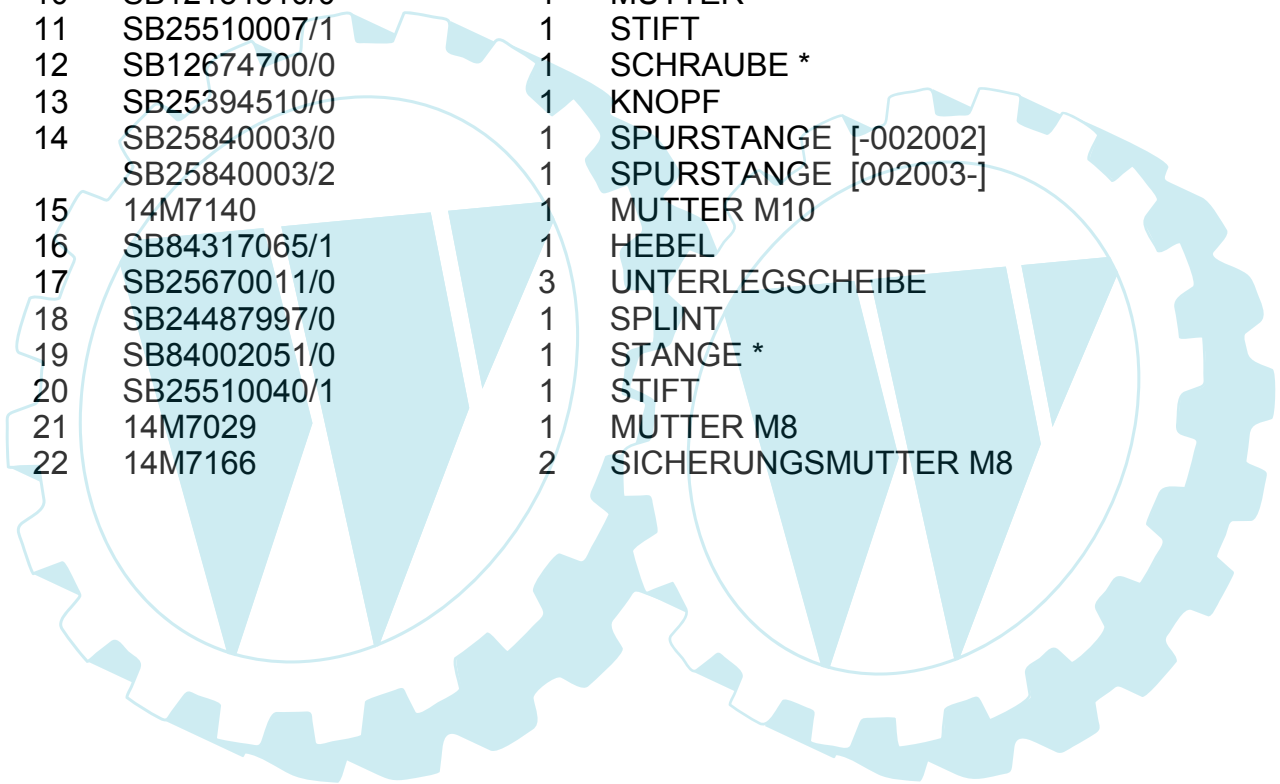 1 MUTTER
11 SB25510007/1 1 STIFT
12 SB12674700/0 1 SCHRAUBE *
13 SB25394510/0 1 KNOPF
14 SB25840003/0 1 SPURSTANGE [-002002]
SB25840003/2 1 SPURSTANGE [002003-]
15 14M7140 1 MUTTER M10
16 SB84317065/1 1 HEBEL
17 SB25670011/0 3 UNTERLEGSCHEIBE
18 SB24487997/0 1 SPLINT
19 SB84002051/0 1 STANGE *
20 SB25510040/1 1 STIFT
21 14M7029 1 MUTTER M8
22 14M7166 2 SICHERUNGSMUTTER M8